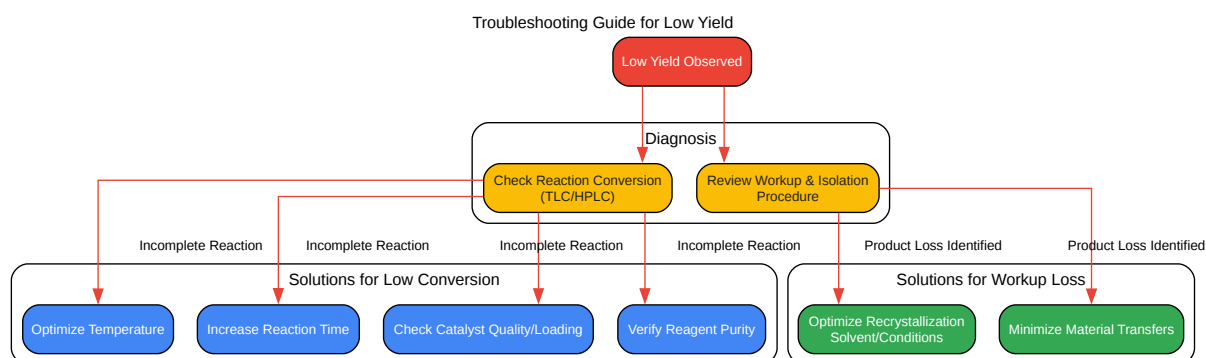 Troubleshooting Guide for Low Yield
Low Yield Observed
Diagnosis
Check Reaction Conversion
(TLC/HPLC)
Review Workup & Isolation
Procedure
Incomplete Reaction
Incomplete Reaction
Incomplete Reaction
Incomplete Reaction
Product Loss Identified
Product Loss Identified
Solutions for Low Conversion
Solutions for Workup Loss
Optimize Temperature
Increase Reaction Time
Check Catalyst Quality/Loading
Verify Reagent Purity
Optimize Recrystallization
Solvent/Conditions
Minimize Material Transfers